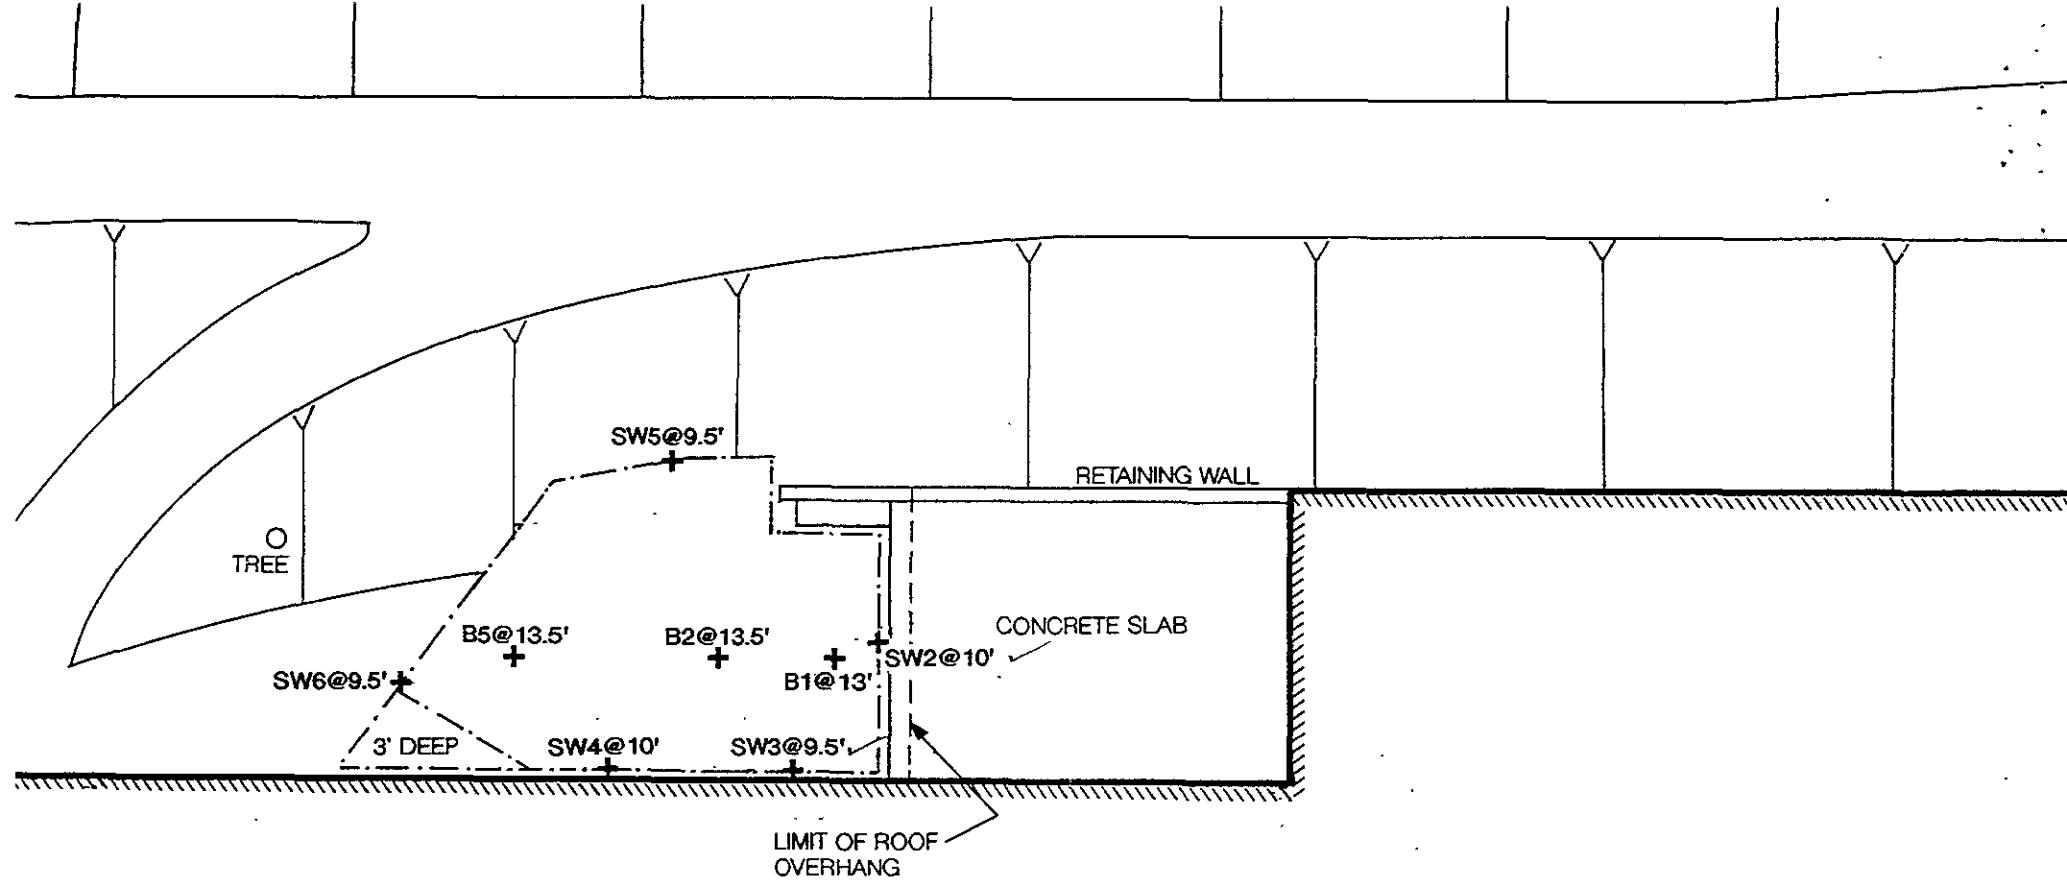 SW5@9.5'
RETAINING WALL
TREE
B5@13.5'
B2@13.5'
CONCRETE SLAB
SW2@10'
SW6@9.5'
B1@13'
3' DEEP
SW4@10'
SW3@9.5'
LIMIT OF ROOF
OVERHANG